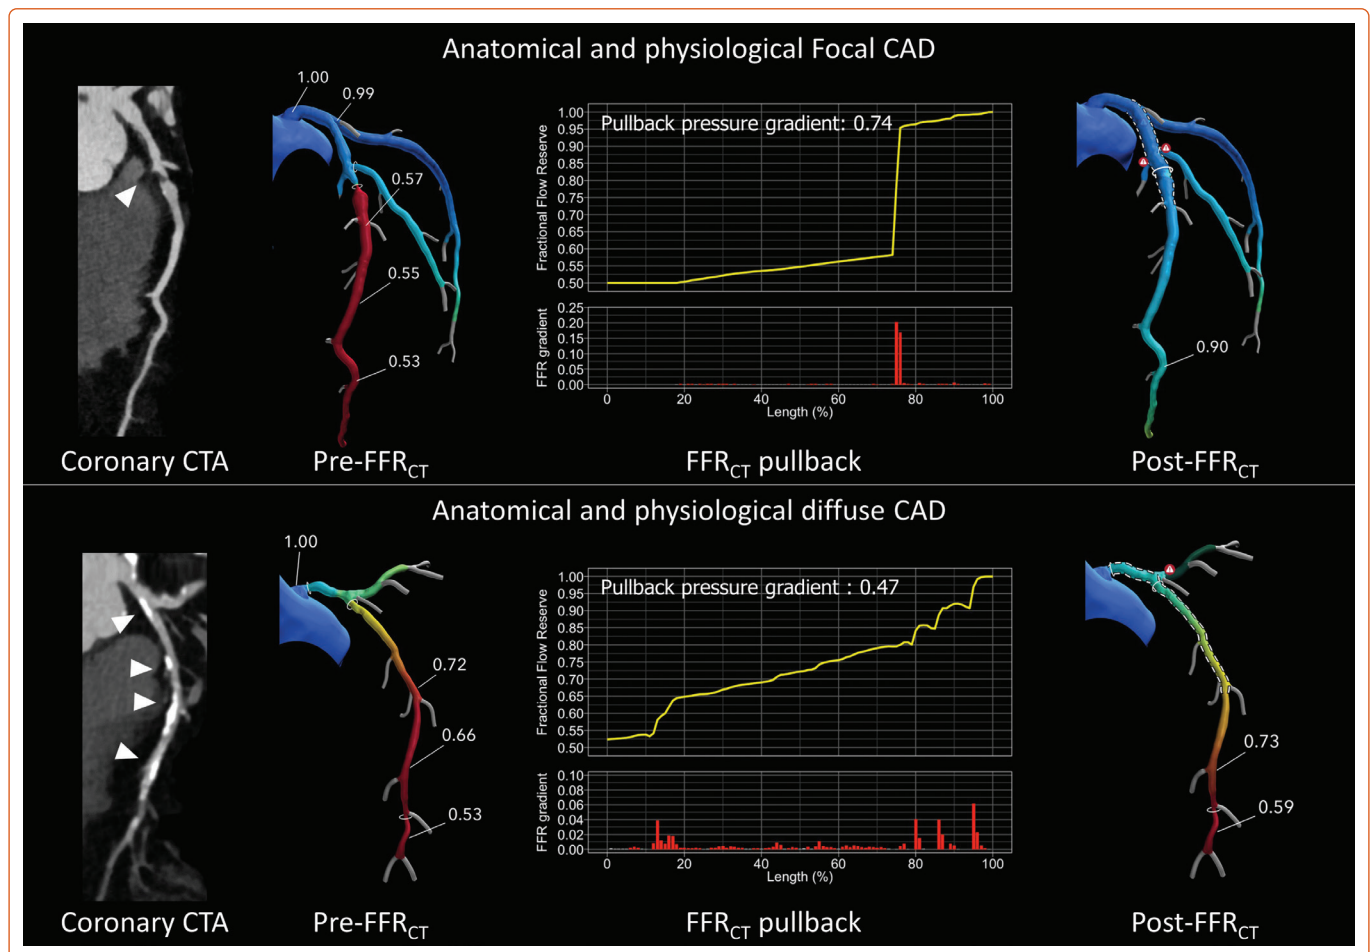 Anatomical and physiological Focal CAD
1.00
0.99
0.57
0.55
0.53
Pullback pressure gradient: 0.74
Fractional Flow Reserve
1.00
0.95
0.90
0.85
0.80
0.75
0.70
0.65
0.60
0.55
0.50
FFR gradient
0.25
0.20
0.15
0.10
0.05
0.00
0 20 40 60 80 100
Length (%)
0.90
Coronary CTA
Pre-FFRCT
FFRCT pullback
Post-FFRCT
Anatomical and physiological diffuse CAD
1.00
0.72
0.66
0.53
Pullback pressure gradient : 0.47
Fractional Flow Reserve
1.00
0.95
0.90
0.85
0.80
0.75
0.70
0.65
0.60
0.55
0.50
FFR gradient
0.10
0.08
0.06
0.04
0.02
0.00
0 20 40 60 80 100
Length (%)
0.73
0.59
Coronary CTA
Pre-FFRCT
FFRCT pullback
Post-FFRCT